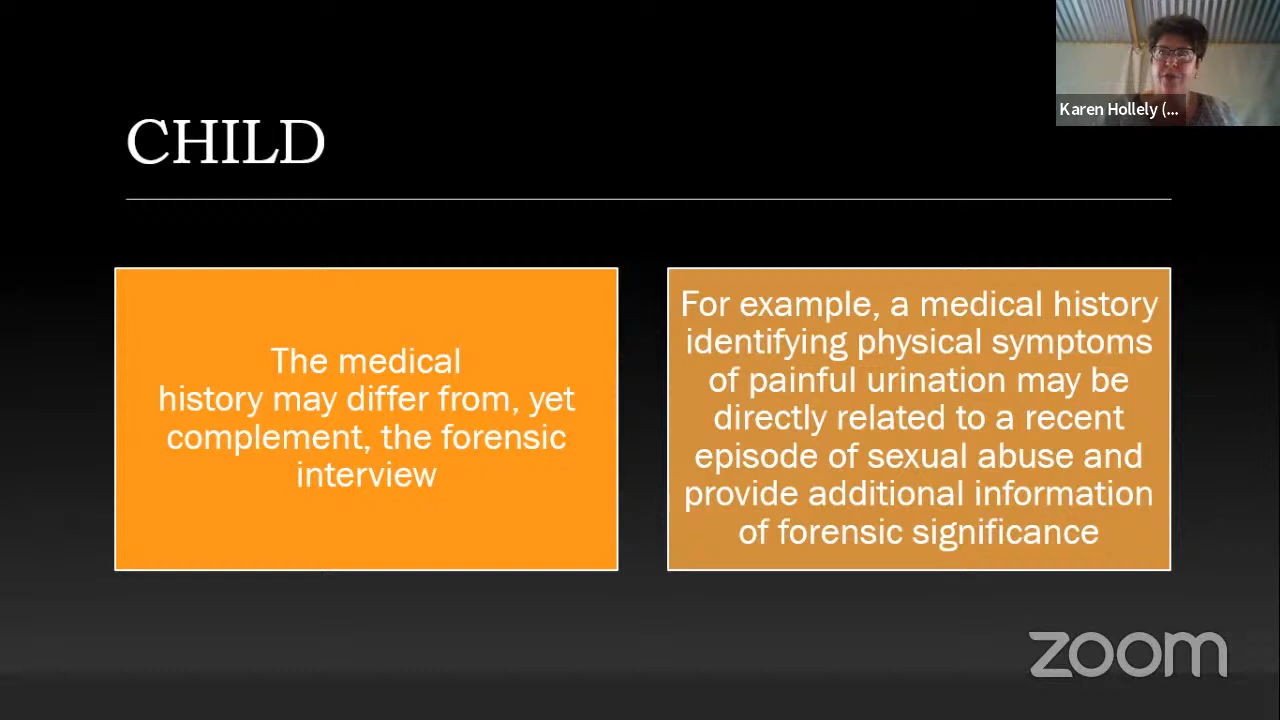 Karen Hollely (...
CHILD
The medical
history may differ from, yet
complement, the forensic
interview
For example, a medical history
identifying physical symptoms
of painful urination may be
directly related to a recent
episode of sexual abuse and
provide additional information
of forensic significance
zoom